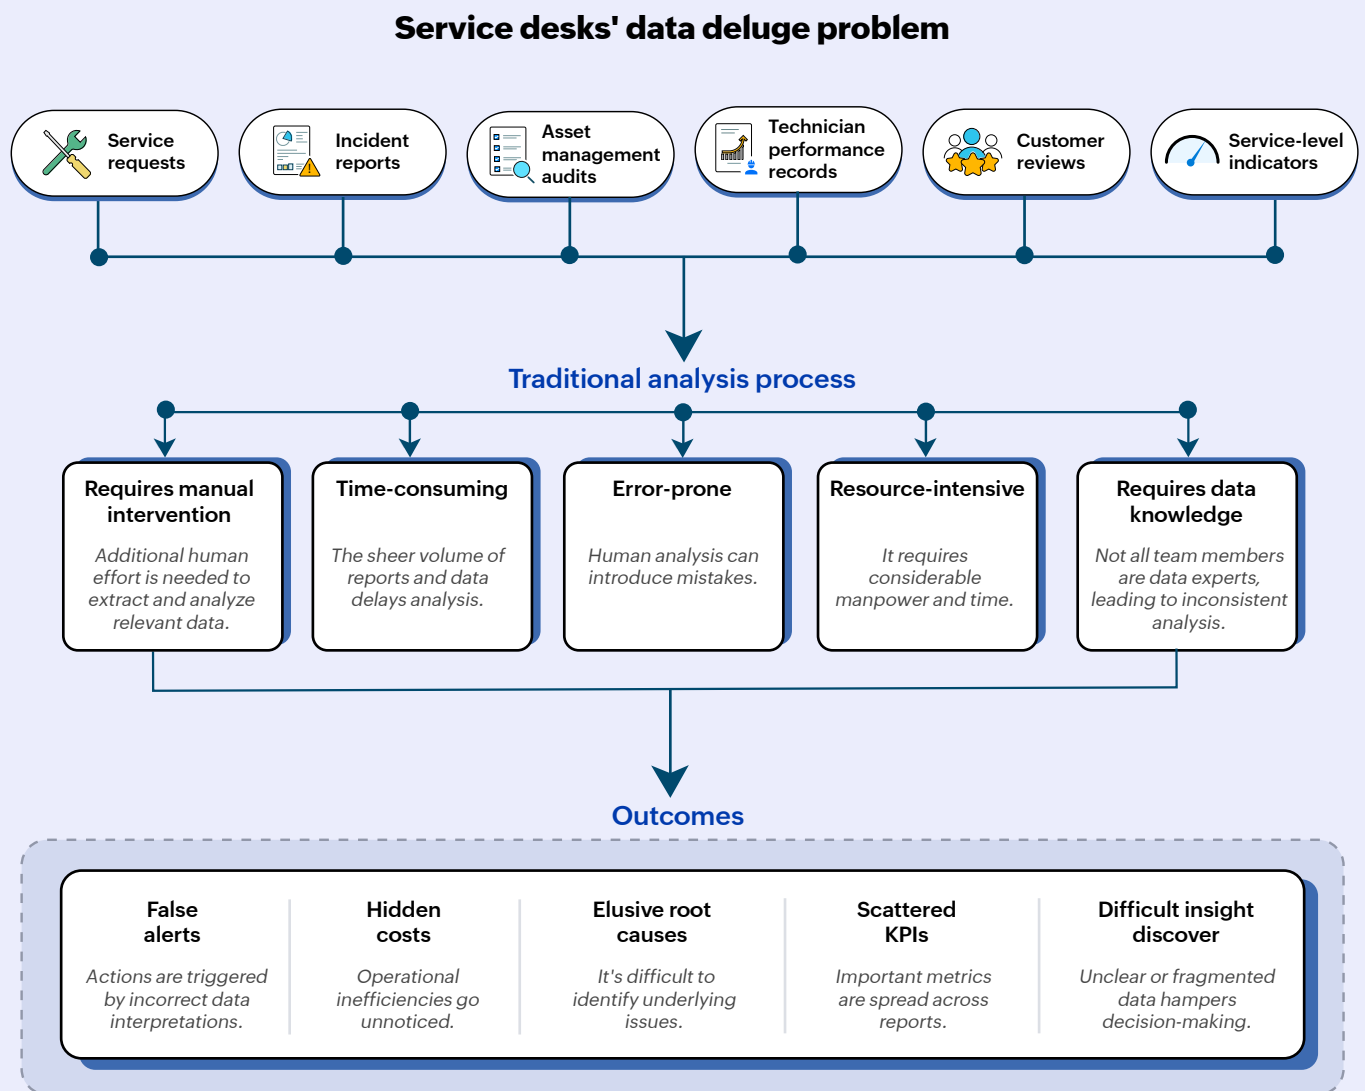 Service desks' data deluge problem
Service
requests
Incident
reports
Asset
management
audits
Technician
performance
records
Customer
reviews
Service-level
indicators
Traditional analysis process
Requires manual
intervention
Additional human
effort is needed to
extract and analyze
relevant data.
Time-consuming
The sheer volume of
reports and data
delays analysis.
Error-prone
Human analysis can
introduce mistakes.
Resource-intensive
It requires
considerable
manpower and time.
Requires data
knowledge
Not all team members
are data experts,
leading to inconsistent
analysis.
Outcomes
False
alerts
Actions are triggered
by incorrect data
interpretations.
Hidden
costs
Operational
inefficiencies go
unnoticed.
Elusive root
causes
It's difficult to
identify underlying
issues.
Scattered
KPIs
Important metrics
are spread across
reports.
Difficult insight
discover
Unclear or fragmented
data hampers
decision-making.